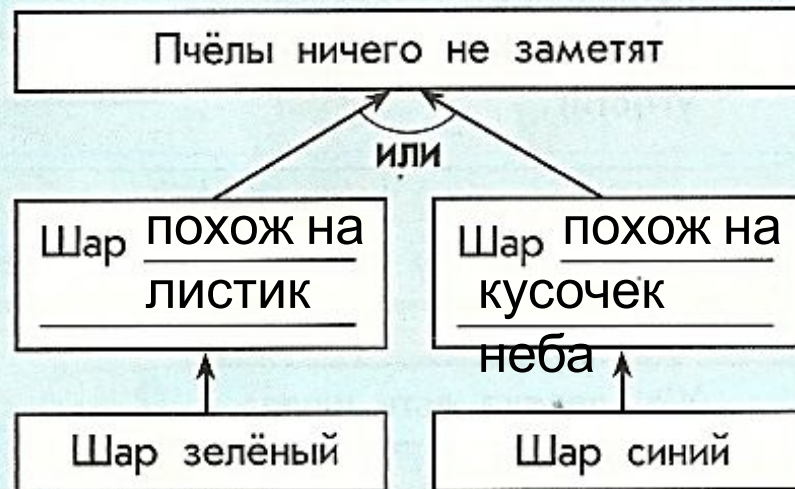 Пчёлы ничего не заметят
или
Шар похож на
листик
Шар похож на
кусочек
неба
Шар зелёный
Шар синий